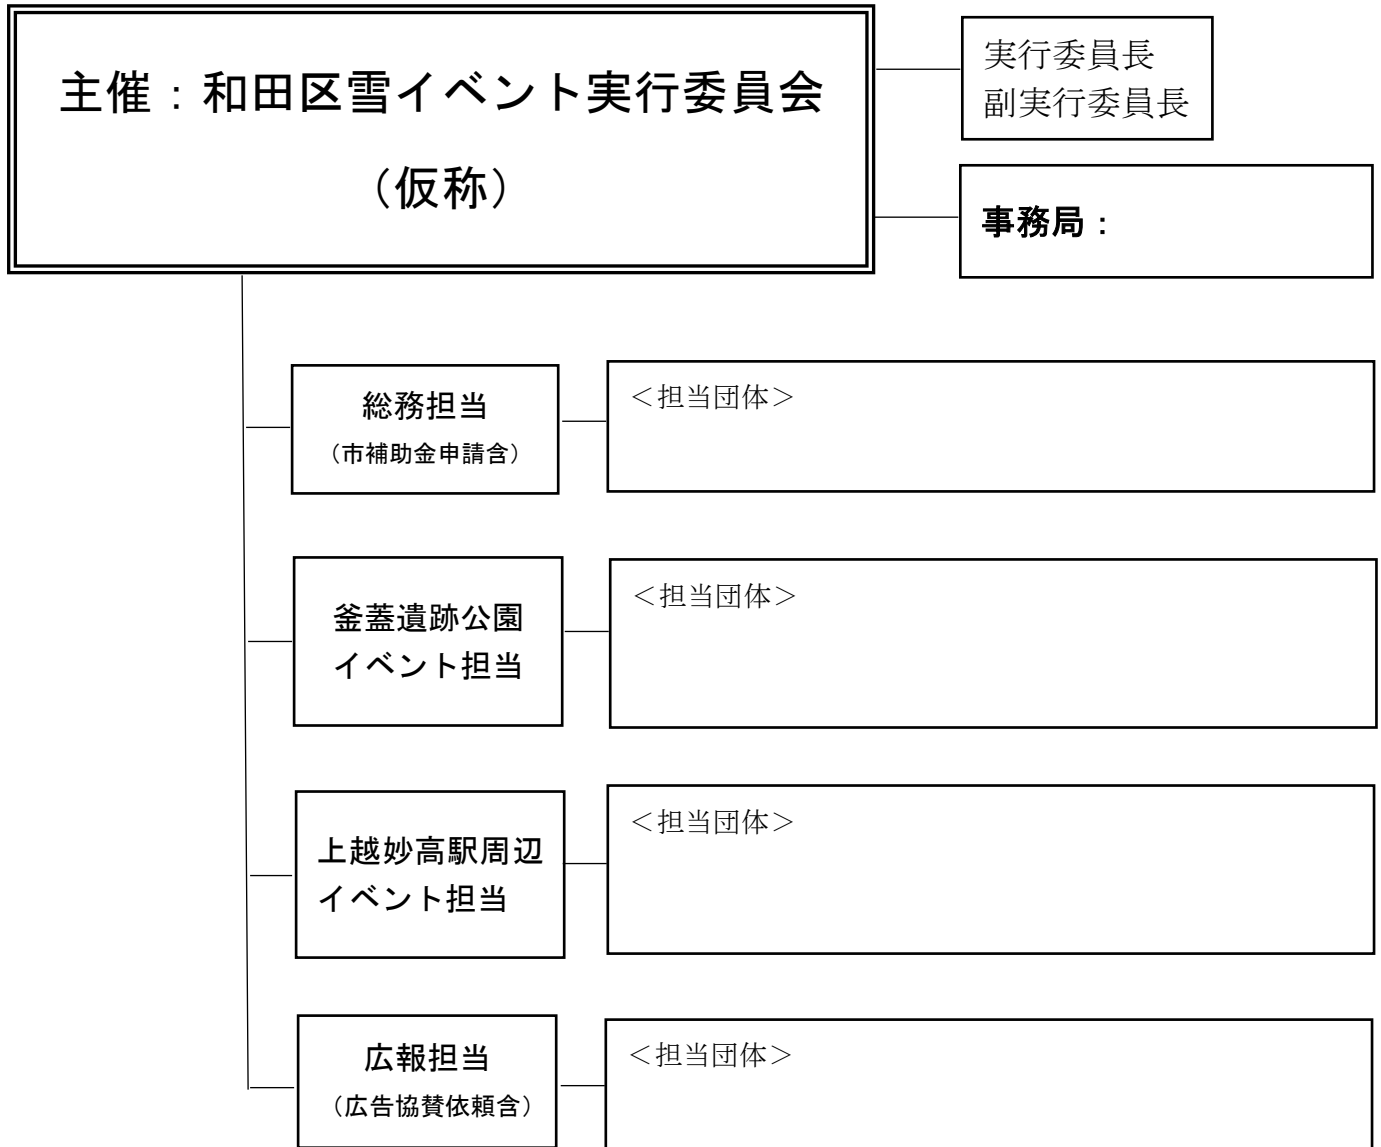 主催：和田区雪イベント実行委員会
（仮称）
実行委員長
副実行委員長
事務局：
総務担当
（市補助金申請含）
＜担当団体＞
釜蓋遺跡公園
イベント担当
＜担当団体＞
上越妙高駅周辺
イベント担当
＜担当団体＞
広報担当
（広告協賛依頼含）
＜担当団体＞